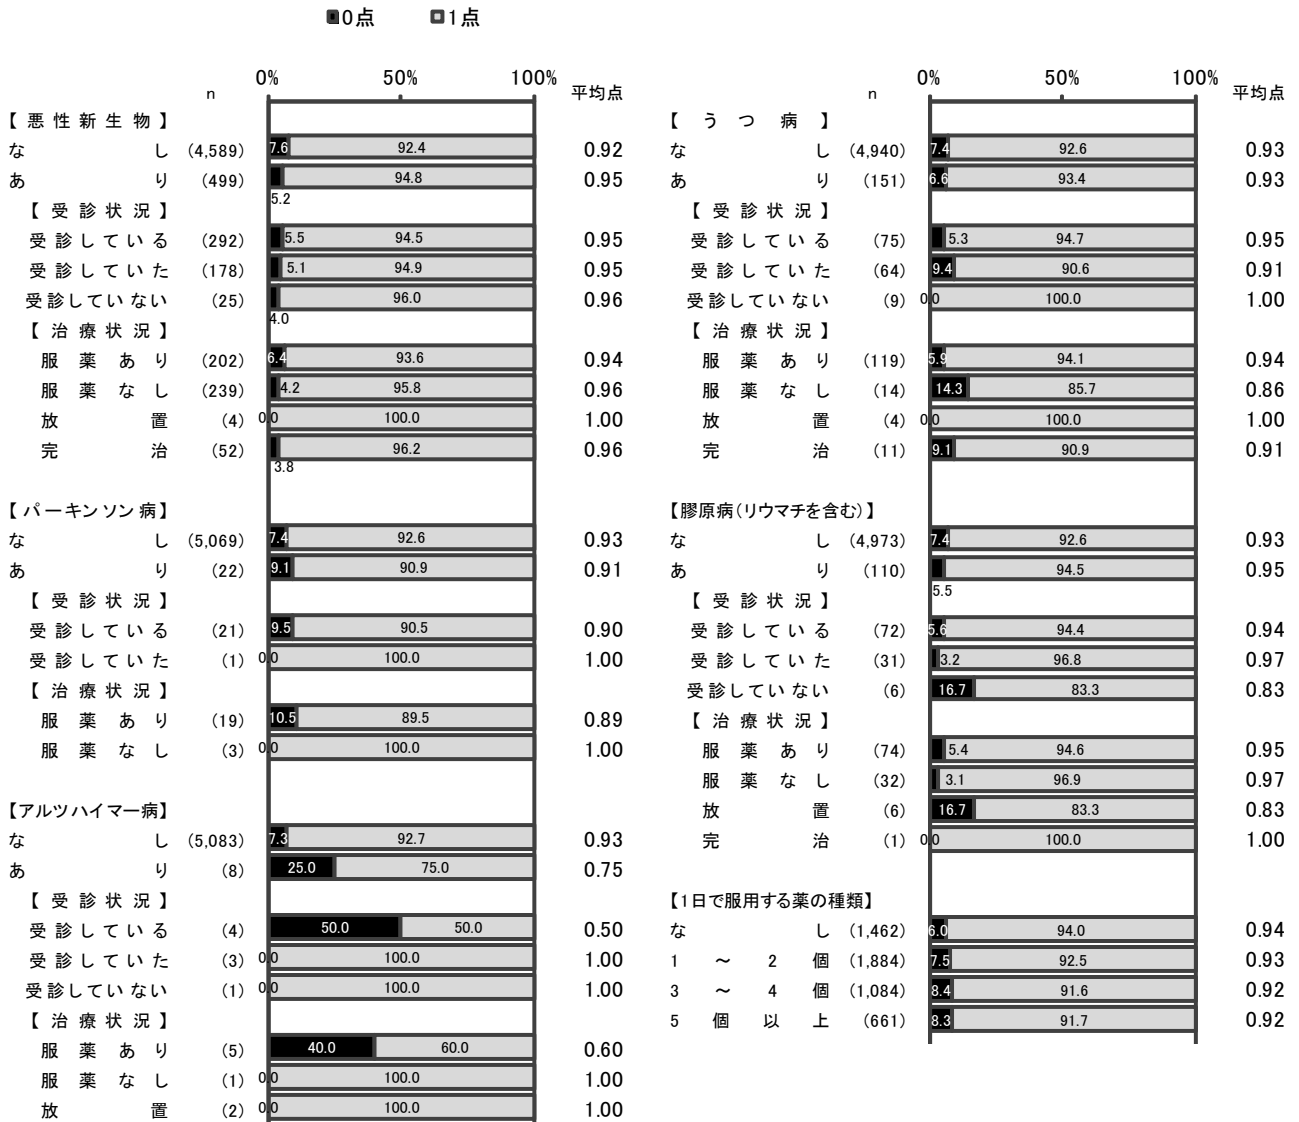 ■0点 □1点
0% 50% 100%
n 平均点
【悪性新生物】
なし (4,589) 7.6 92.4 0.92
あり (499) 94.8 0.95
5.2
【受診状況】
受診している (292) 5.5 94.5 0.95
受診していた (178) 5.1 94.9 0.95
受診していない (25) 96.0 0.96
4.0
【治療状況】
服薬あり (202) 6.4 93.6 0.94
服薬なし (239) 4.2 95.8 0.96
放置 (4) 0.0 100.0 1.00
完治 (52) 96.2 0.96
3.8
【パーキンソン病】
なし (5,069) 7.4 92.6 0.93
あり (22) 9.1 90.9 0.91
【受診状況】
受診している (21) 9.5 90.5 0.90
受診していた (1) 0.0 100.0 1.00
【治療状況】
服薬あり (19) 10.5 89.5 0.89
服薬なし (3) 0.0 100.0 1.00
【アルツハイマー病】
なし (5,083) 7.3 92.7 0.93
あり (8) 25.0 75.0 0.75
【受診状況】
受診している (4) 50.0 50.0 0.50
受診していた (3) 0.0 100.0 1.00
受診していない (1) 0.0 100.0 1.00
【治療状況】
服薬あり (5) 40.0 60.0 0.60
服薬なし (1) 0.0 100.0 1.00
放置 (2) 0.0 100.0 1.00
0% 50% 100%
n 平均点
【うつ病】
なし (4,940) 7.4 92.6 0.93
あり (151) 6.6 93.4 0.93
【受診状況】
受診している (75) 5.3 94.7 0.95
受診していた (64) 9.4 90.6 0.91
受診していない (9) 0.0 100.0 1.00
【治療状況】
服薬あり (119) 5.9 94.1 0.94
服薬なし (14) 14.3 85.7 0.86
放置 (4) 0.0 100.0 1.00
完治 (11) 9.1 90.9 0.91
【膠原病(リウマチを含む)】
なし (4,973) 7.4 92.6 0.93
あり (110) 94.5 0.95
5.5
【受診状況】
受診している (72) 5.6 94.4 0.94
受診していた (31) 3.2 96.8 0.97
受診していない (6) 16.7 83.3 0.83
【治療状況】
服薬あり (74) 5.4 94.6 0.95
服薬なし (32) 3.1 96.9 0.97
放置 (6) 16.7 83.3 0.83
完治 (1) 0.0 100.0 1.00
【1日で服用する薬の種類】
なし (1,462) 6.0 94.0 0.94
1～2個 (1,884) 7.5 92.5 0.93
3～4個 (1,084) 8.4 91.6 0.92
5個以上 (661) 8.3 91.7 0.92